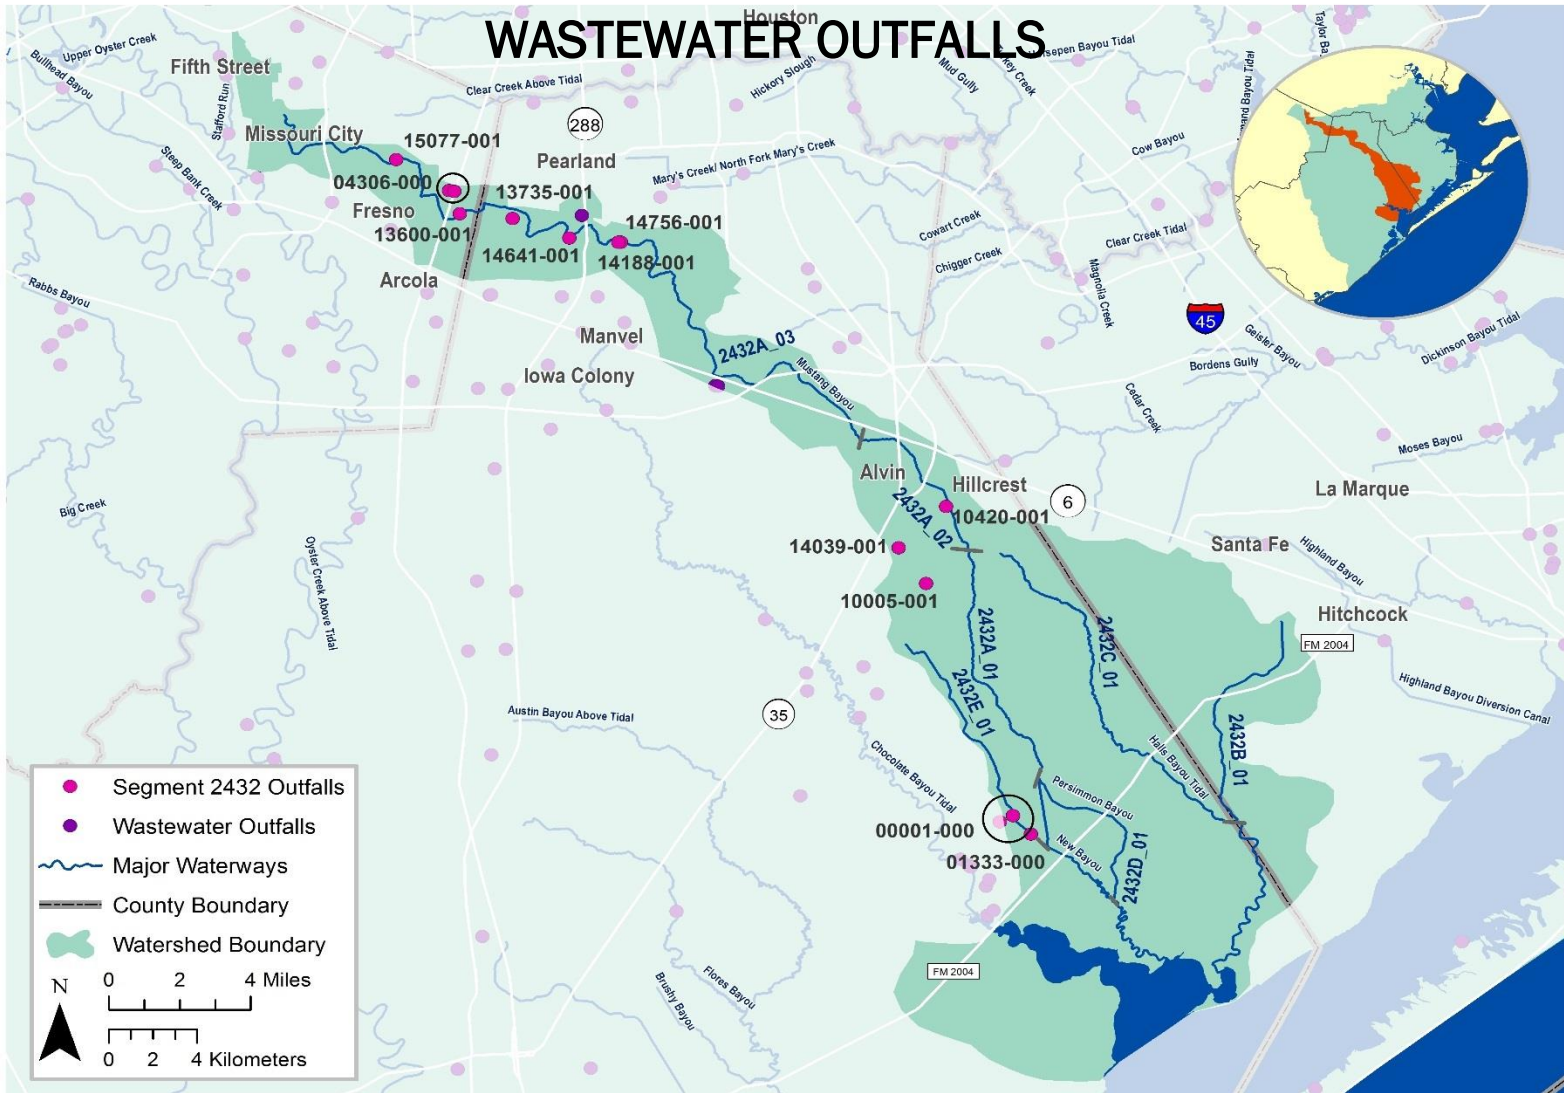 WASTEWATER OUTFALLS
Houston
Upper Oyster Creek
Bullhead Bayou
Fifth Street
Stafford Run
Missouri City
Steep Bank Creek
Clear Creek Above Tidal
Hickory Slough
Mud Gully
Horsepen Bayou Tidal
288
15077-001
04306-000
Fresno
13600-001
Arcola
Pearland
13735-001
14641-001
14756-001
14188-001
Mary's Creek/ North Fork Mary's Creek
Cow Bayou
Cowart Creek
Chigger Creek
Clear Creek Tidal
Magnolia Creek
45
Geisler Bayou
Bordens Gully
Dickinson Bayou Tidal
Cedar Creek
Moses Bayou
Rabbs Bayou
Manvel
Iowa Colony
2432A_03
Mustang Bayou
Alvin
Hillcrest
6
La Marque
Santa Fe
Highland Bayou
Hitchcock
FM 2004
Highland Bayou Diversion Canal
Big Creek
Oyster Creek Above Tidal
2432A_02
10420-001
14039-001
10005-001
2432A_01
2432C_01
2432E_01
2432B_01
35
Austin Bayou Above Tidal
Chocolate Bayou Tidal
Halls Bayou Tidal
Persimmon Bayou
00001-000
01333-000
New Bayou
2432D_01
FM 2004
Flores Bayou
Brushy Bayou
Segment 2432 Outfalls
Wastewater Outfalls
Major Waterways
County Boundary
Watershed Boundary
N
0 2 4 Miles
0 2 4 Kilometers